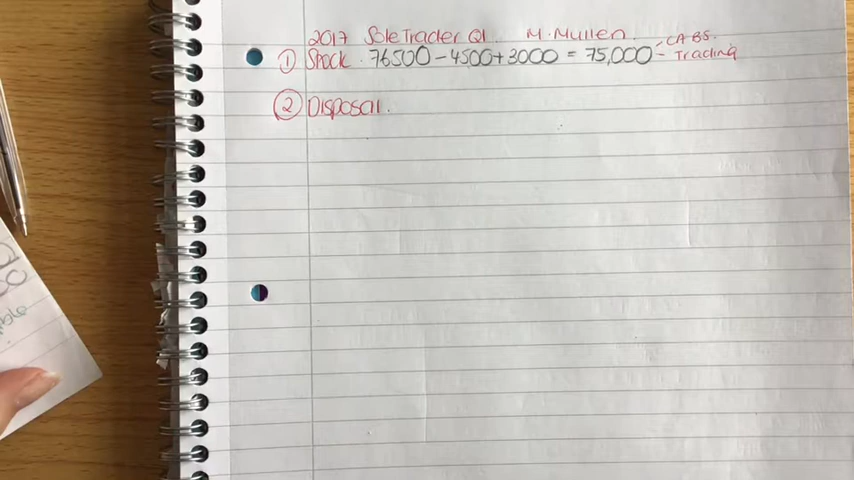 2017 Sole Trader Q1. M. Mullen.
① Stock. 76500 - 4500 + 3000 = 75,000 - CA BS.
- Trading
② Disposal.